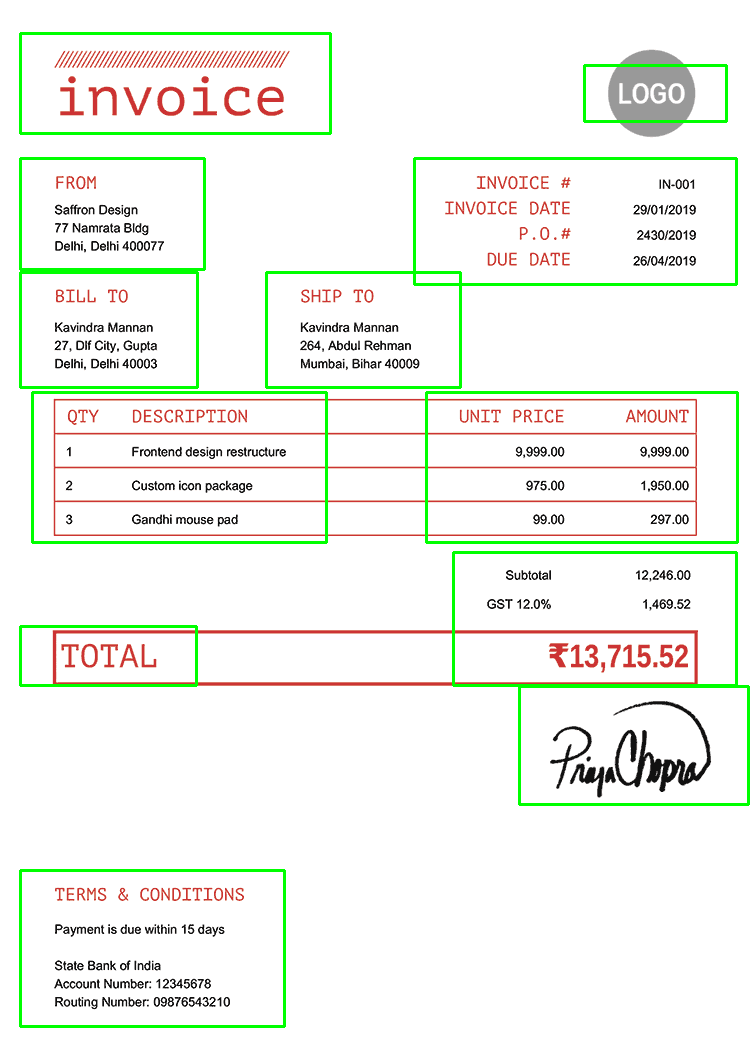 invoice
LOGO
FROM
Saffron Design
77 Namrata Bldg
Delhi, Delhi 400077
INVOICE # IN-001
INVOICE DATE 29/01/2019
P.O.# 2430/2019
DUE DATE 26/04/2019
BILL TO
Kavindra Mannan
27, Dlf City, Gupta
Delhi, Delhi 40003
SHIP TO
Kavindra Mannan
264, Abdul Rehman
Mumbai, Bihar 40009
QTY DESCRIPTION UNIT PRICE AMOUNT
1 Frontend design restructure 9,999.00 9,999.00
2 Custom icon package 975.00 1,950.00
3 Gandhi mouse pad 99.00 297.00
Subtotal 12,246.00
GST 12.0% 1,469.52
TOTAL ₹13,715.52
Priya Chopra
TERMS & CONDITIONS
Payment is due within 15 days
State Bank of India
Account Number: 12345678
Routing Number: 09876543210